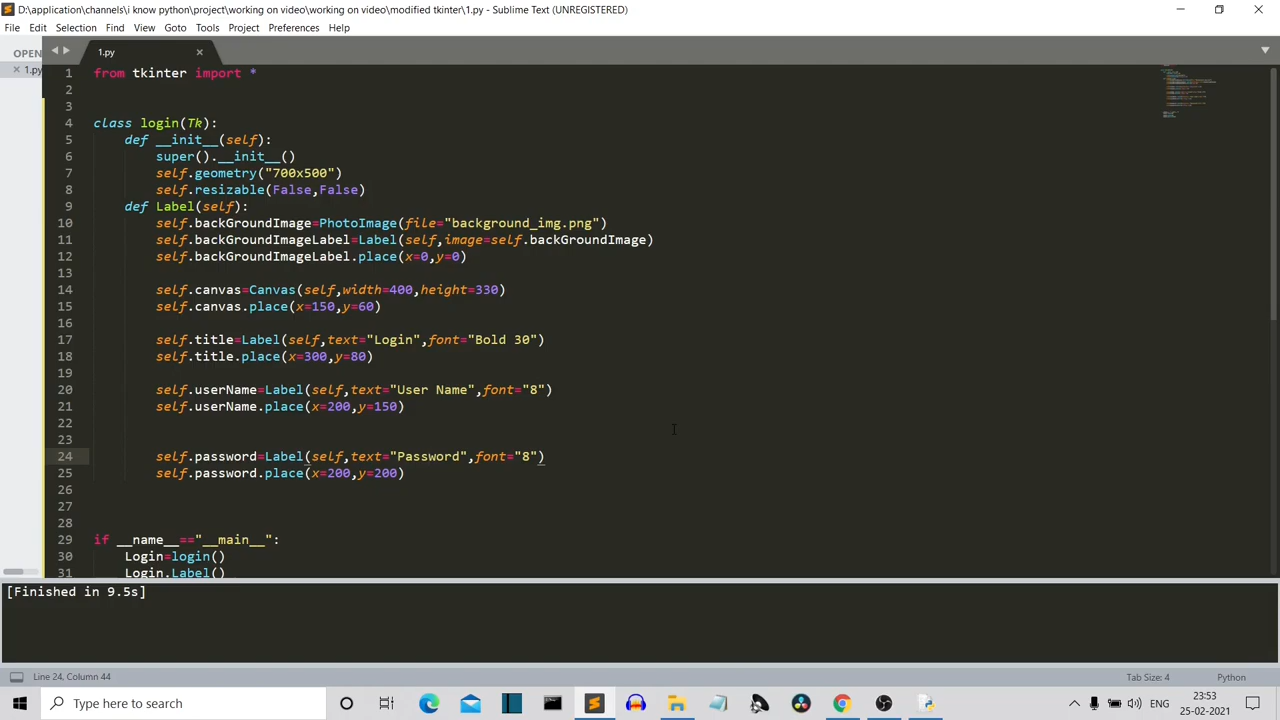 D:\application\channels\i know python\project\working on video\working on video\modified tkinter\1.py - Sublime Text (UNREGISTERED)
File Edit Selection Find View Goto Tools Project Preferences Help
OPEN
1.py
1.py
1 from tkinter import *
2
3
4 class login(Tk):
5 def __init__(self):
6 super().__init__()
7 self.geometry("700x500")
8 self.resizable(False,False)
9 def Label(self):
10 self.backGroundImage=PhotoImage(file="background_img.png")
11 self.backGroundImageLabel=Label(self,image=self.backGroundImage)
12 self.backGroundImageLabel.place(x=0,y=0)
13
14 self.canvas=Canvas(self,width=400,height=330)
15 self.canvas.place(x=150,y=60)
16
17 self.title=Label(self,text="Login",font="Bold 30")
18 self.title.place(x=300,y=80)
19
20 self.userName=Label(self,text="User Name",font="8")
21 self.userName.place(x=200,y=150)
22
23
24 self.password=Label(self,text="Password",font="8")
25 self.password.place(x=200,y=200)
26
27
28
29 if __name__=="__main__":
30 Login=login()
31 Login.Label()
[Finished in 9.5s]
Line 24, Column 44
Tab Size: 4
Python
Type here to search
ENG
23:53
25-02-2021